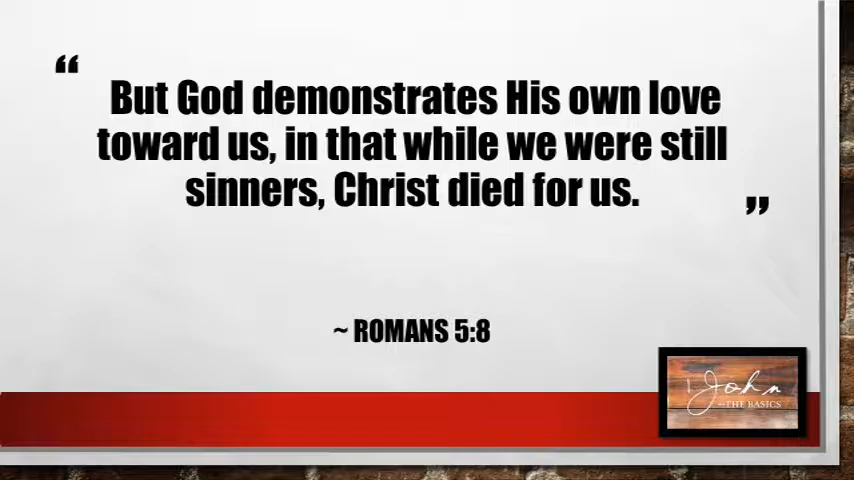 “
But God demonstrates His own love
toward us, in that while we were still
sinners, Christ died for us.
”
~ ROMANS 5:8
1 John
~THE BASICS